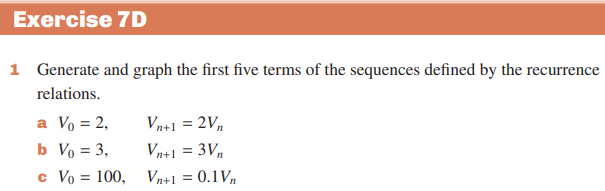 Exercise 7D
1 Generate and graph the first five terms of the sequences defined by the recurrence
relations.
a V₀ = 2, Vₙ₊₁ = 2Vₙ
b V₀ = 3, Vₙ₊₁ = 3Vₙ
c V₀ = 100, Vₙ₊₁ = 0.1Vₙ